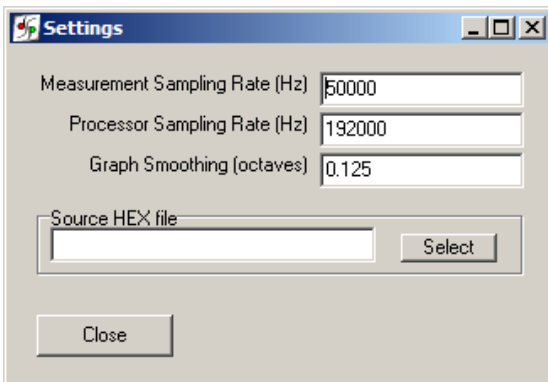 Settings
Measurement Sampling Rate (Hz) 50000
Processor Sampling Rate (Hz) 192000
Graph Smoothing (octaves) 0.125
Source HEX file
Select
Close